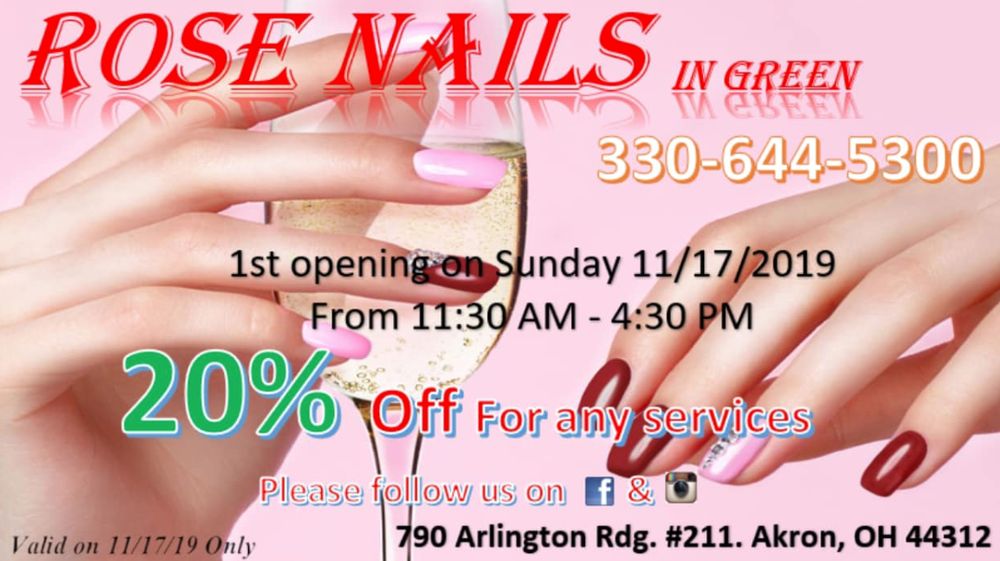 ROSE NAILS IN GREEN
330-644-5300
1st opening on Sunday 11/17/2019
From 11:30 AM - 4:30 PM
20% Off For any services
Please follow us on f &
Valid on 11/17/19 Only
790 Arlington Rdg. #211. Akron, OH 44312